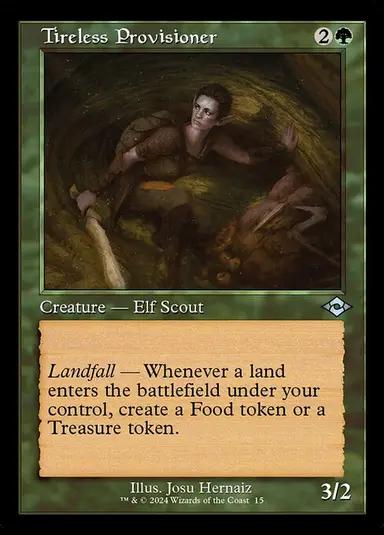 Tireless Provisioner 2
Creature — Elf Scout
Landfall — Whenever a land
enters the battlefield under your
control, create a Food token or a
Treasure token.
Illus. Josu Hernaiz
™ & © 2024 Wizards of the Coast 15
3/2